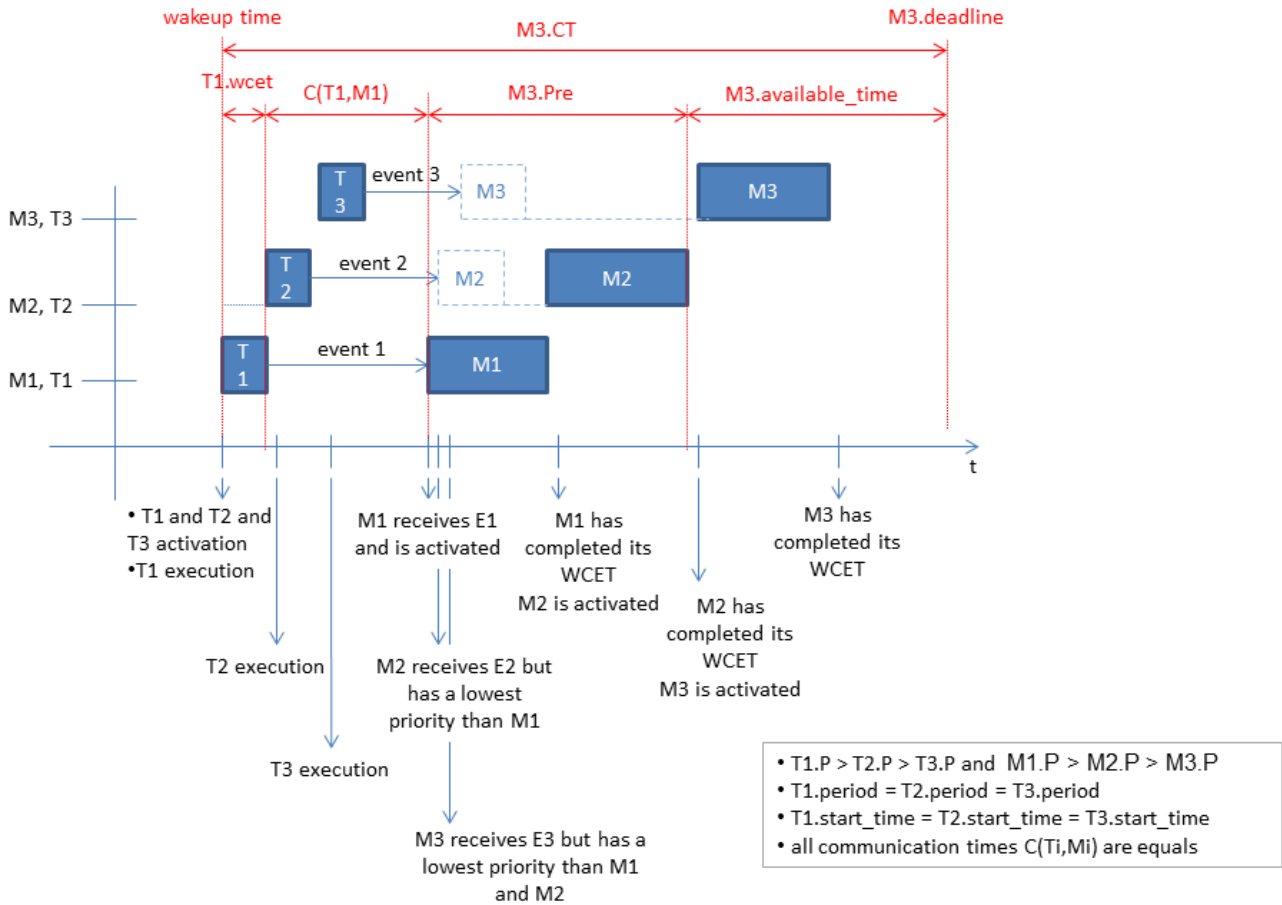 wakeup time
M3.deadline
M3.CT
T1.wcet
C(T1,M1)
M3.Pre
M3.available_time
T
3
event 3
M3
M3
M3, T3
T
2
event 2
M2
M2
M2, T2
T
1
event 1
M1
M1, T1
t
• T1 and T2 and
T3 activation
•T1 execution
M1 receives E1
and is activated
M1 has
completed its
WCET
M2 is activated
M3 has
completed its
WCET
M2 has
completed its
WCET
M3 is activated
T2 execution
M2 receives E2 but
has a lowest
priority than M1
T3 execution
M3 receives E3 but has a
lowest priority than M1
and M2
• T1.P > T2.P > T3.P and M1.P > M2.P > M3.P
• T1.period = T2.period = T3.period
• T1.start_time = T2.start_time = T3.start_time
• all communication times C(Ti,Mi) are equals